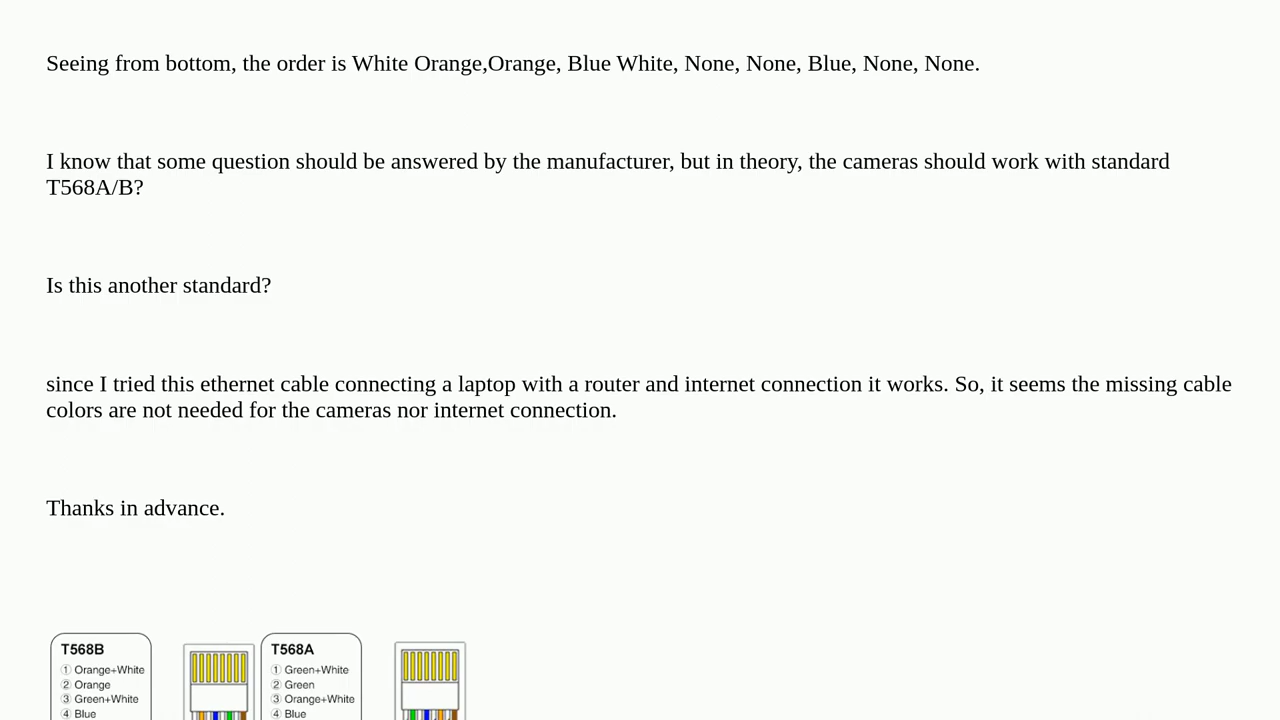 Seeing from bottom, the order is White Orange,Orange, Blue White, None, None, Blue, None, None.
I know that some question should be answered by the manufacturer, but in theory, the cameras should work with standard
T568A/B?
Is this another standard?
since I tried this ethernet cable connecting a laptop with a router and internet connection it works. So, it seems the missing cable
colors are not needed for the cameras nor internet connection.
Thanks in advance.
T568B
① Orange+White
② Orange
③ Green+White
④ Blue
T568A
① Green+White
② Green
③ Orange+White
④ Blue